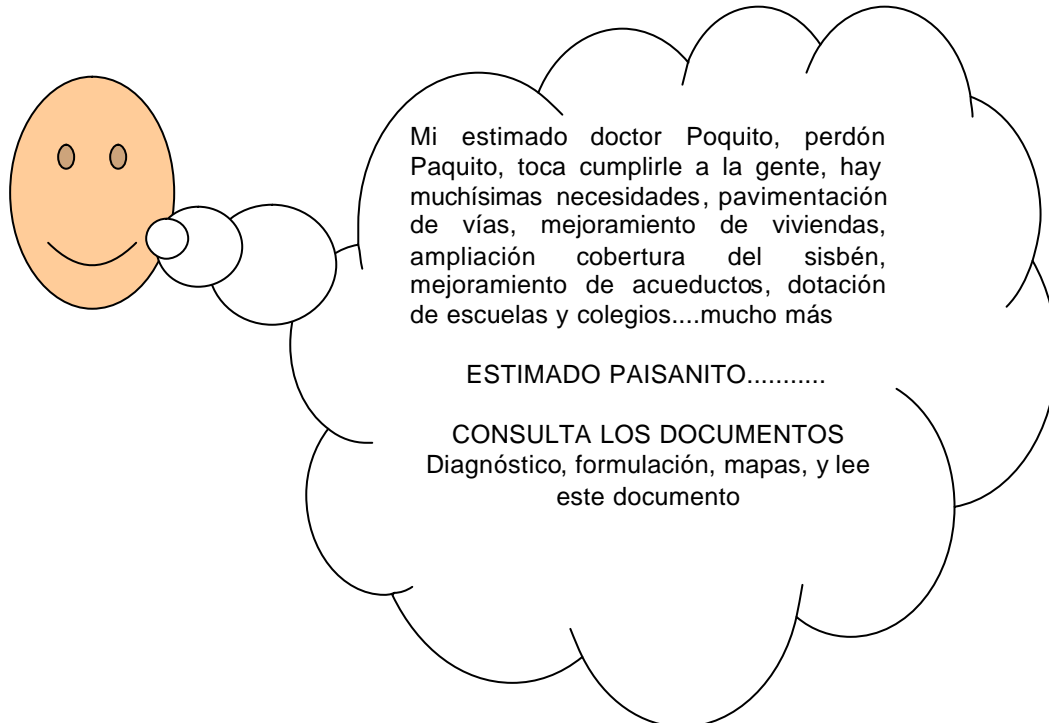 Mi estimado doctor Poquito, perdón
Paquito, toca cumplirle a la gente, hay
muchísimas necesidades, pavimentación
de vías, mejoramiento de viviendas,
ampliación cobertura del sisbén,
mejoramiento de acueductos, dotación
de escuelas y colegios....mucho más
ESTIMADO PAISANITO...........
CONSULTA LOS DOCUMENTOS
Diagnóstico, formulación, mapas, y lee
este documento